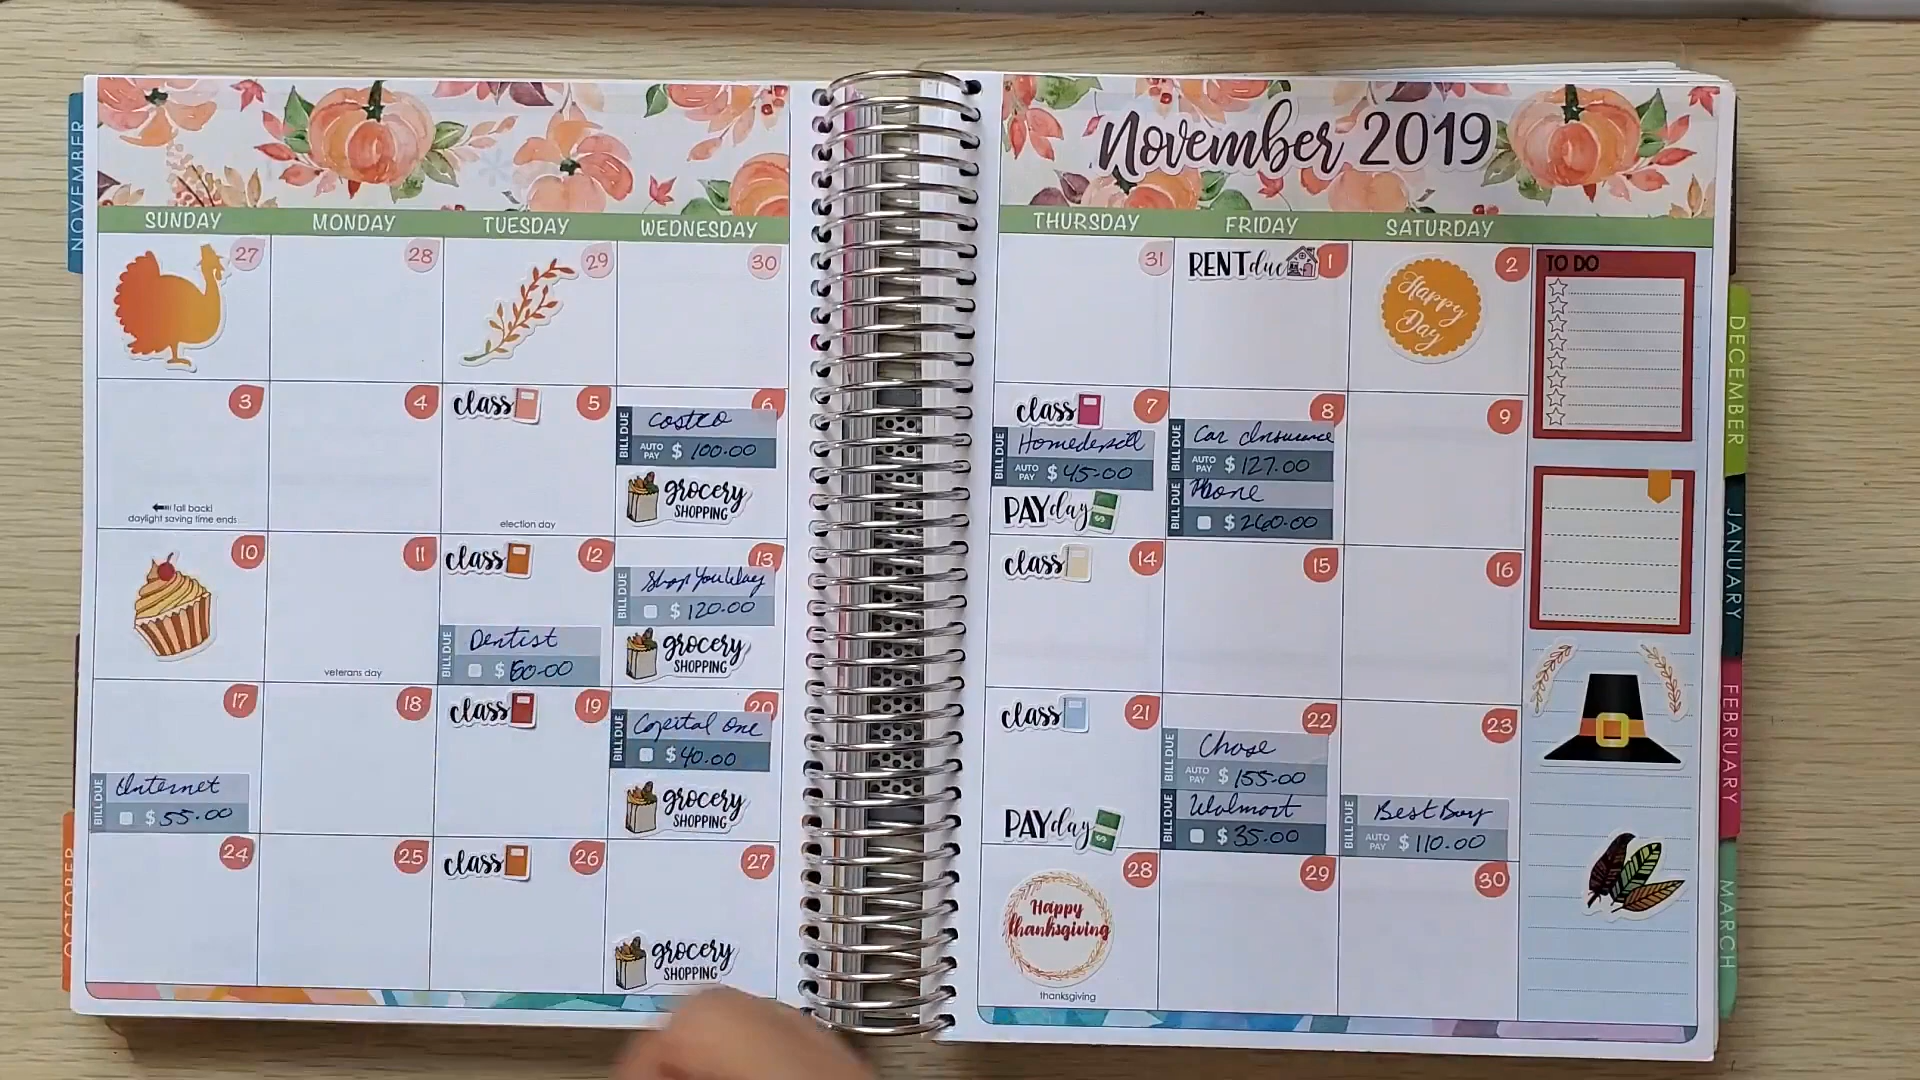 November 2019
NOVEMBER
SUNDAY MONDAY TUESDAY WEDNESDAY THURSDAY FRIDAY SATURDAY
27 28 29 30 31 1 2
RENT due
Happy
Day
TO DO
3 4 5 6 7 8 9
class
class
BILL DUE
Costco
AUTO PAY $ 100.00
BILL DUE
AUTO PAY $ 45.00
BILL DUE
Car Insurance
AUTO PAY $ 127.00
grocery
SHOPPING
PAYday
BILL DUE
Phone
$ 260.00
fall back!
daylight saving time ends
election day
10 11 12 13 14 15 16
class
class
BILL DUE
Shop Your Way
$ 120.00
BILL DUE
Dentist
$ 60.00
grocery
SHOPPING
veterans day
17 18 19 20 21 22 23
class
class
BILL DUE
Capital One
$ 40.00
BILL DUE
Chase
AUTO PAY $ 155.00
BILL DUE
Internet
$ 55.00
grocery
SHOPPING
PAYday
BILL DUE
Walmart
$ 35.00
BILL DUE
Best Buy
AUTO PAY $ 110.00
24 25 26 27 28 29 30
class
grocery
SHOPPING
Happy
thanksgiving
thanksgiving
OCTOBER
DECEMBER
JANUARY
FEBRUARY
MARCH